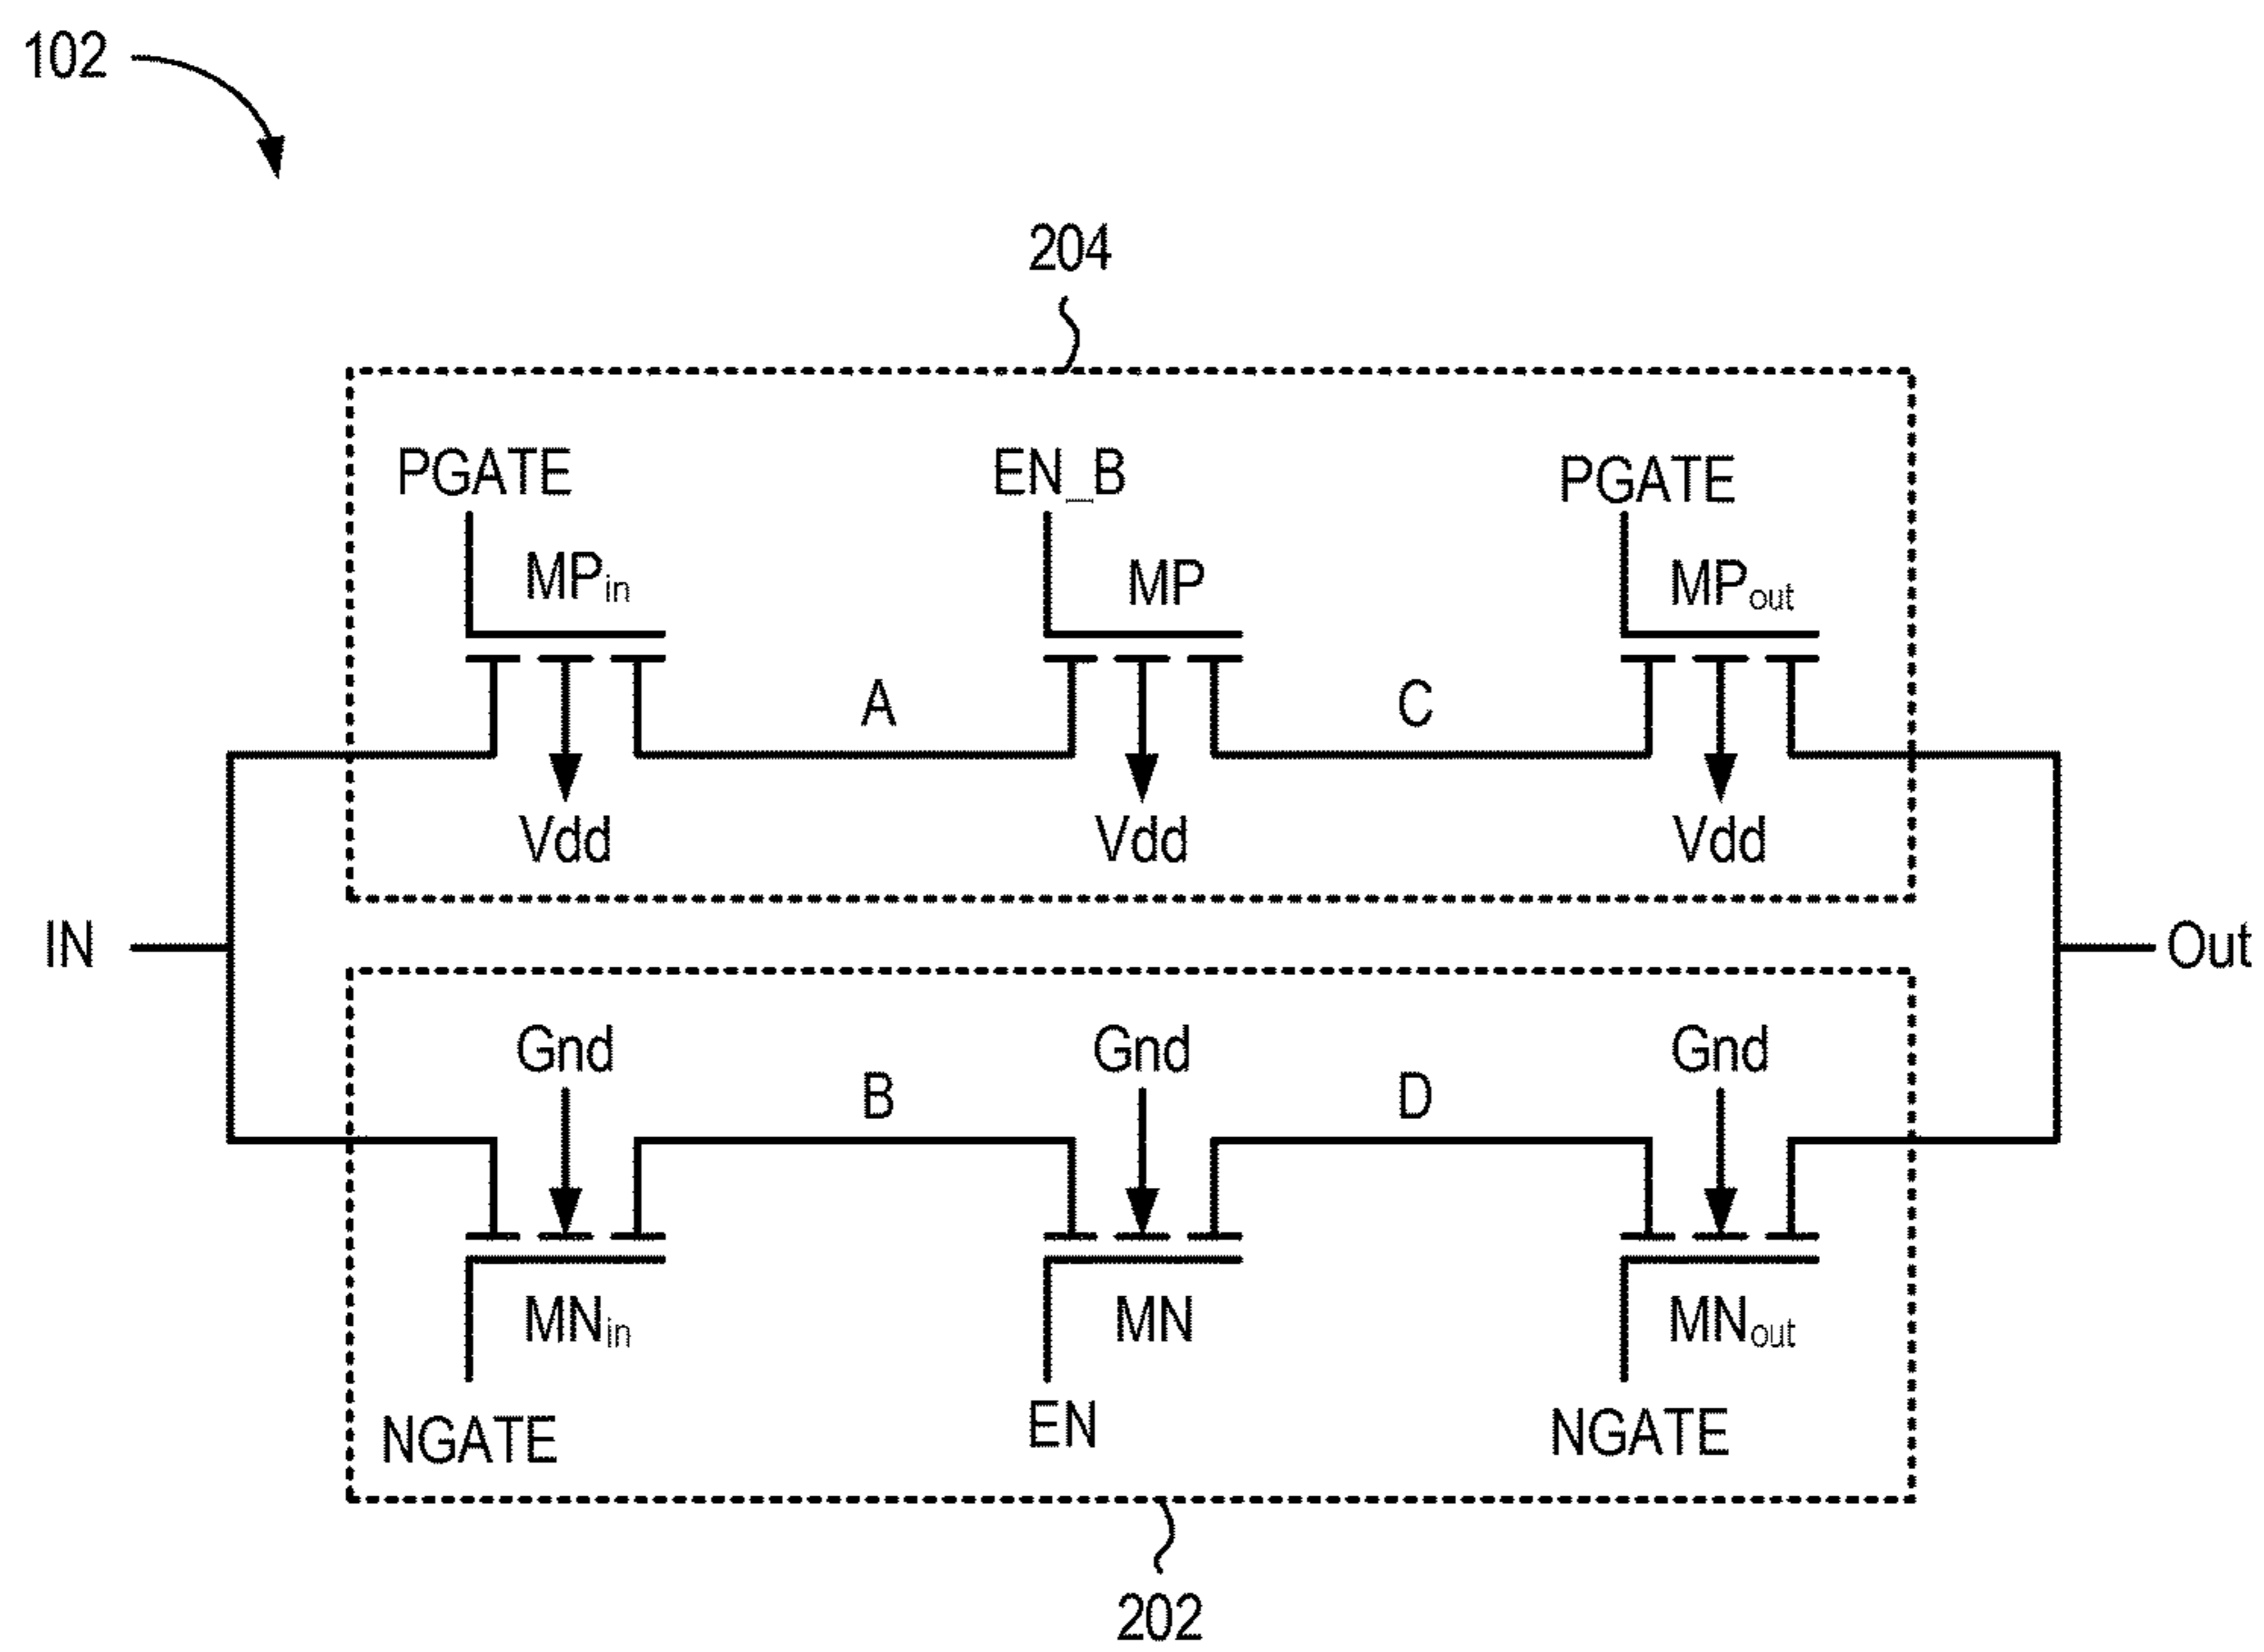 102
204
PGATE
EN_B
PGATE
MPin
MP
MPout
A
C
Vdd
Vdd
Vdd
IN
Out
Gnd
Gnd
Gnd
B
D
MNin
MN
MNout
NGATE
EN
NGATE
202